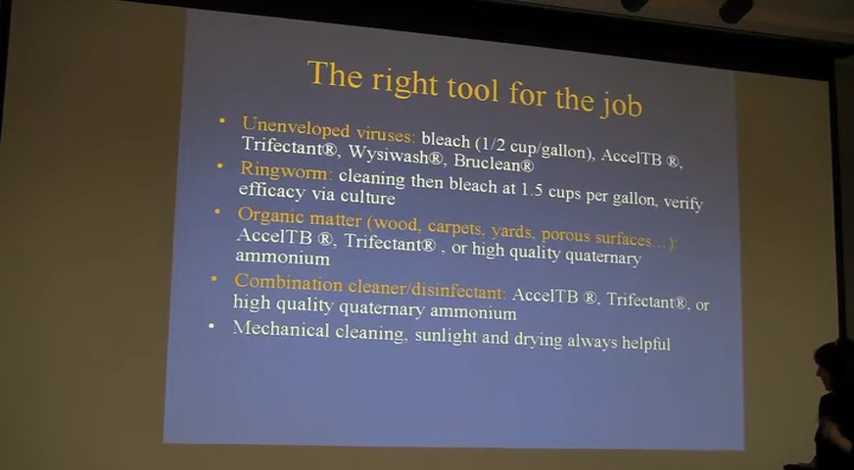 The right tool for the job
• Unenveloped viruses: bleach (1/2 cup/gallon), AccelTB ®,
Trifectant®, Wysiwash®, Bruclean®
• Ringworm: cleaning then bleach at 1.5 cups per gallon, verify
efficacy via culture
• Organic matter (wood, carpets, yards, porous surfaces...):
AccelTB ®, Trifectant® , or high quality quaternary
ammonium
• Combination cleaner/disinfectant: AccelTB ®, Trifectant®, or
high quality quaternary ammonium
• Mechanical cleaning, sunlight and drying always helpful